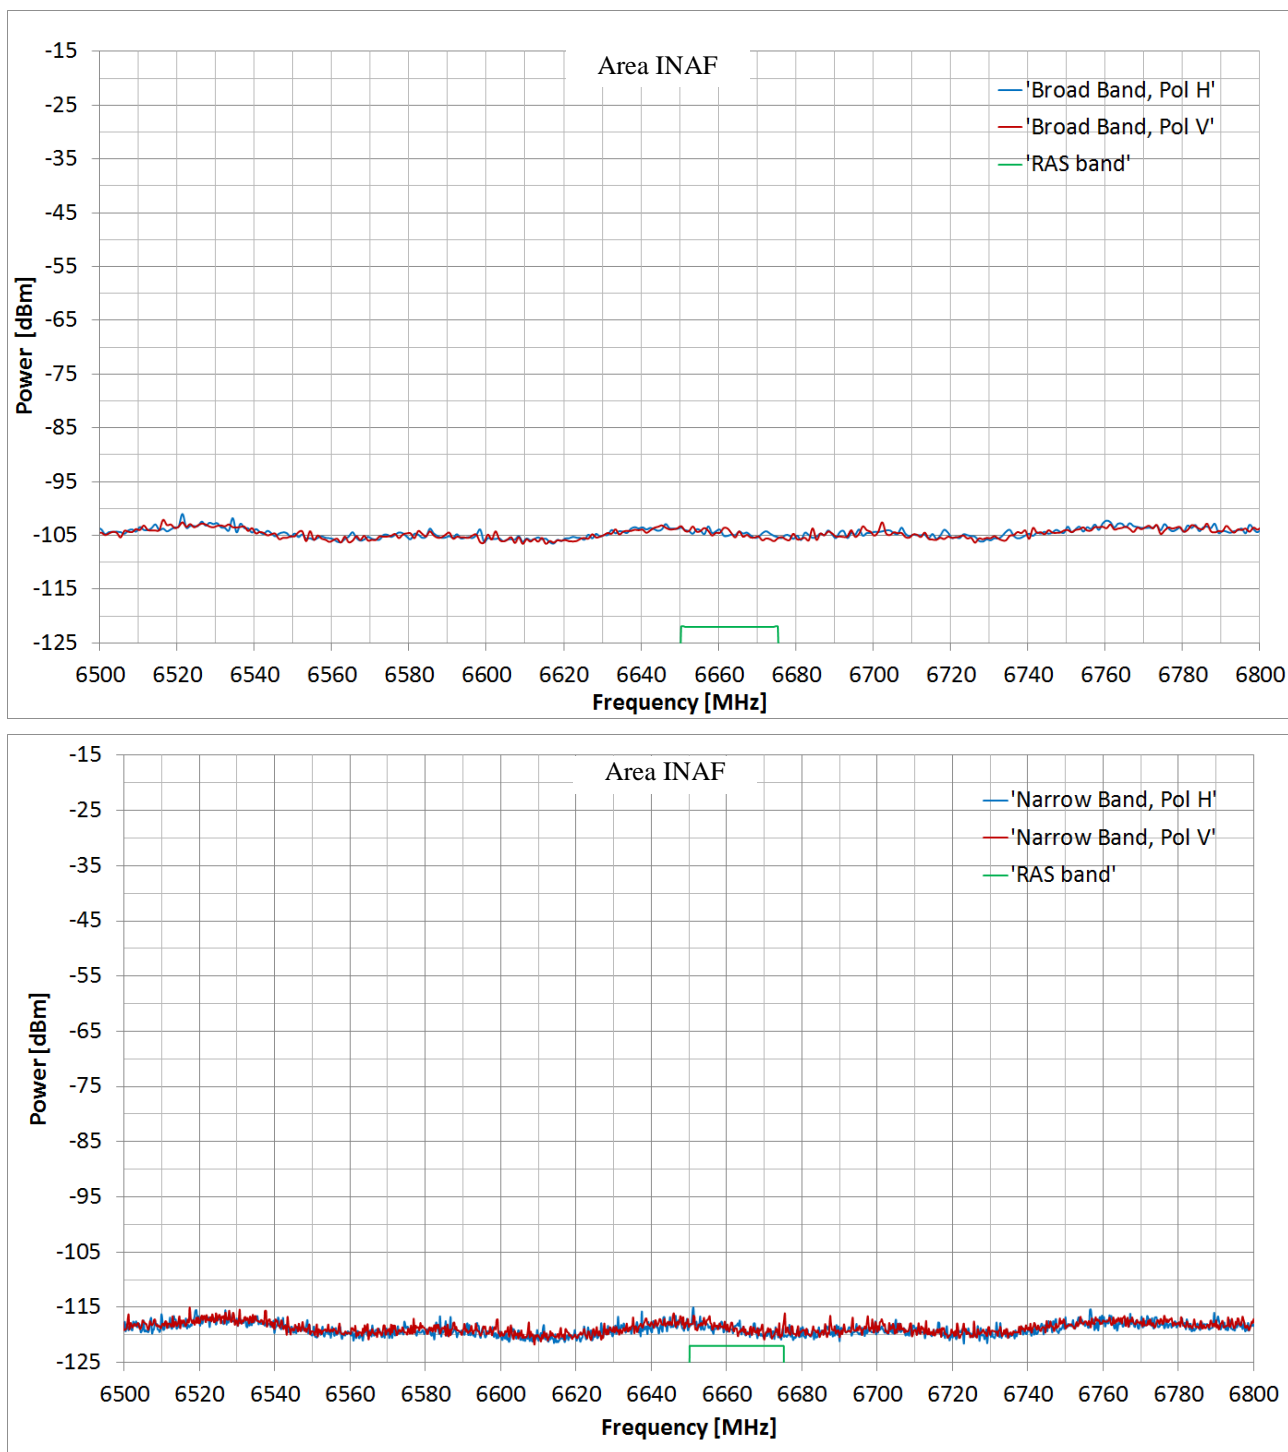 Area INAF
'Broad Band, Pol H'
'Broad Band, Pol V'
'RAS band'
Power [dBm]
-15
-25
-35
-45
-55
-65
-75
-85
-95
-105
-115
-125
6500 6520 6540 6560 6580 6600 6620 6640 6660 6680 6700 6720 6740 6760 6780 6800
Frequency [MHz]
Area INAF
'Narrow Band, Pol H'
'Narrow Band, Pol V'
'RAS band'
Power [dBm]
-15
-25
-35
-45
-55
-65
-75
-85
-95
-105
-115
-125
6500 6520 6540 6560 6580 6600 6620 6640 6660 6680 6700 6720 6740 6760 6780 6800
Frequency [MHz]